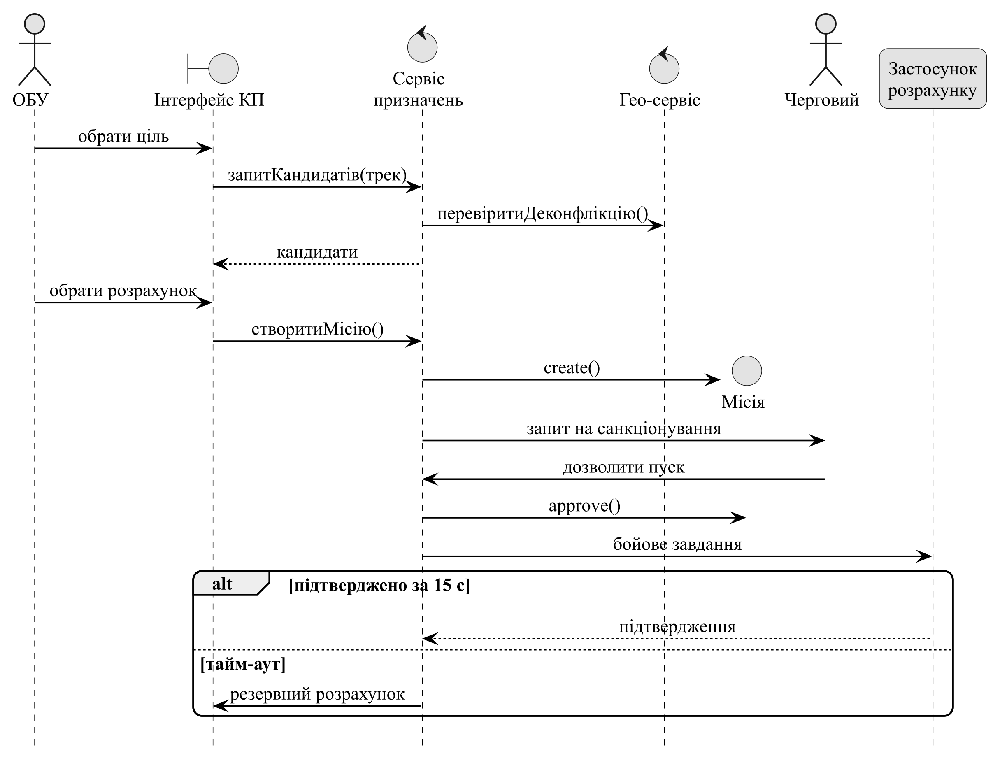 ОБУ
Інтерфейс КП
Сервіс
призначень
Гео-сервіс
Черговий
Застосунок
розрахунку
обрати ціль
запитКандидатів(трек)
перевіритиДеконфлікцію()
кандидати
обрати розрахунок
створитиМісію()
create()
Місія
запит на санкціонування
дозволити пуск
approve()
бойове завдання
alt
[підтверджено за 15 с]
підтвердження
[тайм-аут]
резервний розрахунок